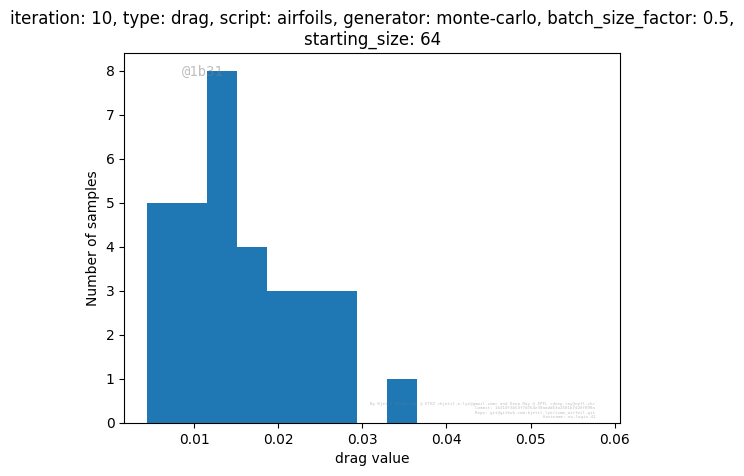 iteration: 10, type: drag, script: airfoils, generator: monte-carlo, batch_size_factor: 0.5,
starting_size: 64
@1b31
8
7
6
5
4
3
2
1
0
Number of samples
0.01 0.02 0.03 0.04 0.05 0.06
drag value